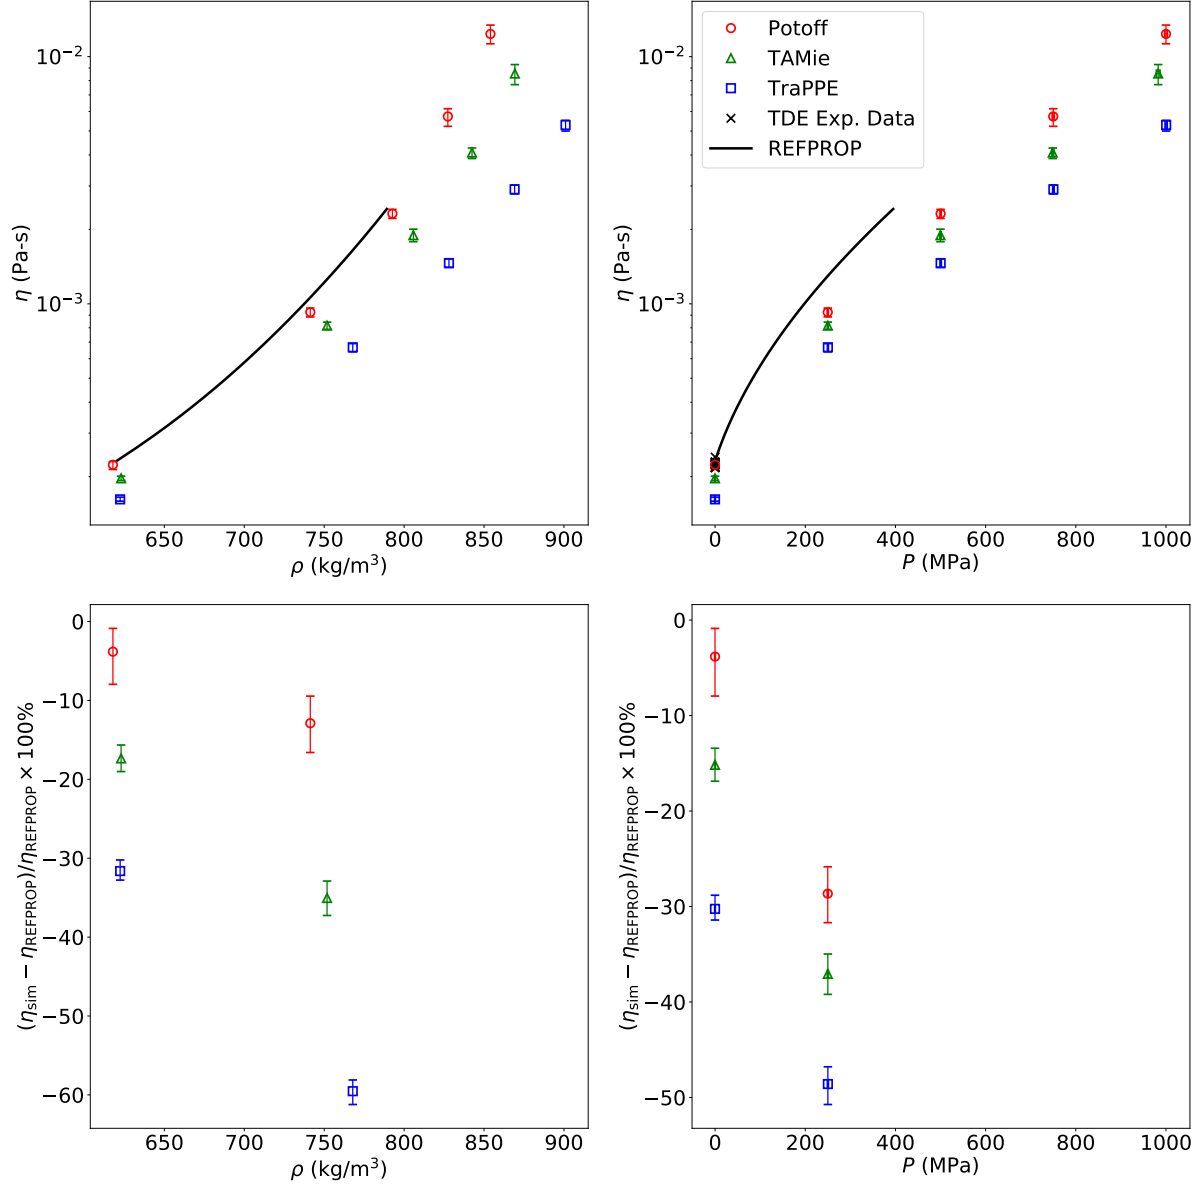 10⁻²
10⁻³
η (Pa-s)
650 700 750 800 850 900
ρ (kg/m³)
10⁻²
10⁻³
η (Pa-s)
Potoff
TAMie
TraPPE
TDE Exp. Data
REFPROP
0 200 400 600 800 1000
P (MPa)
0
−10
−20
−30
−40
−50
−60
(η_sim − η_REFPROP)/η_REFPROP × 100%
650 700 750 800 850 900
ρ (kg/m³)
0
−10
−20
−30
−40
−50
(η_sim − η_REFPROP)/η_REFPROP × 100%
0 200 400 600 800 1000
P (MPa)